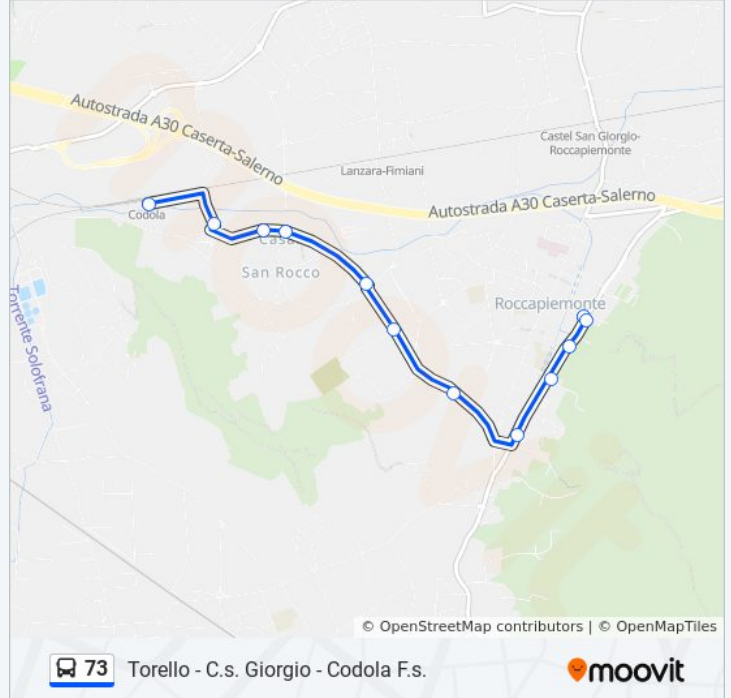 Autostrada A30 Caserta-Salerno
Castel San Giorgio-
Roccapiemonte
Lanzara-Fimiani
Autostrada A30 Caserta-Salerno
Codola
San Rocco
Roccapiemonte
Torrente Solofrana
© OpenStreetMap contributors | © OpenMapTiles
73 Torello - C.s. Giorgio - Codola F.s.
moovit